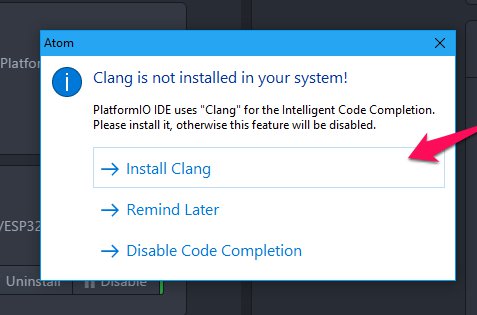 Atom
Clang is not installed in your system!
Platfor
PlatformIO IDE uses "Clang" for the Intelligent Code Completion.
Please install it, otherwise this feature will be disabled.
Install Clang
Remind Later
/ESP32
Disable Code Completion
Uninstall
Disable